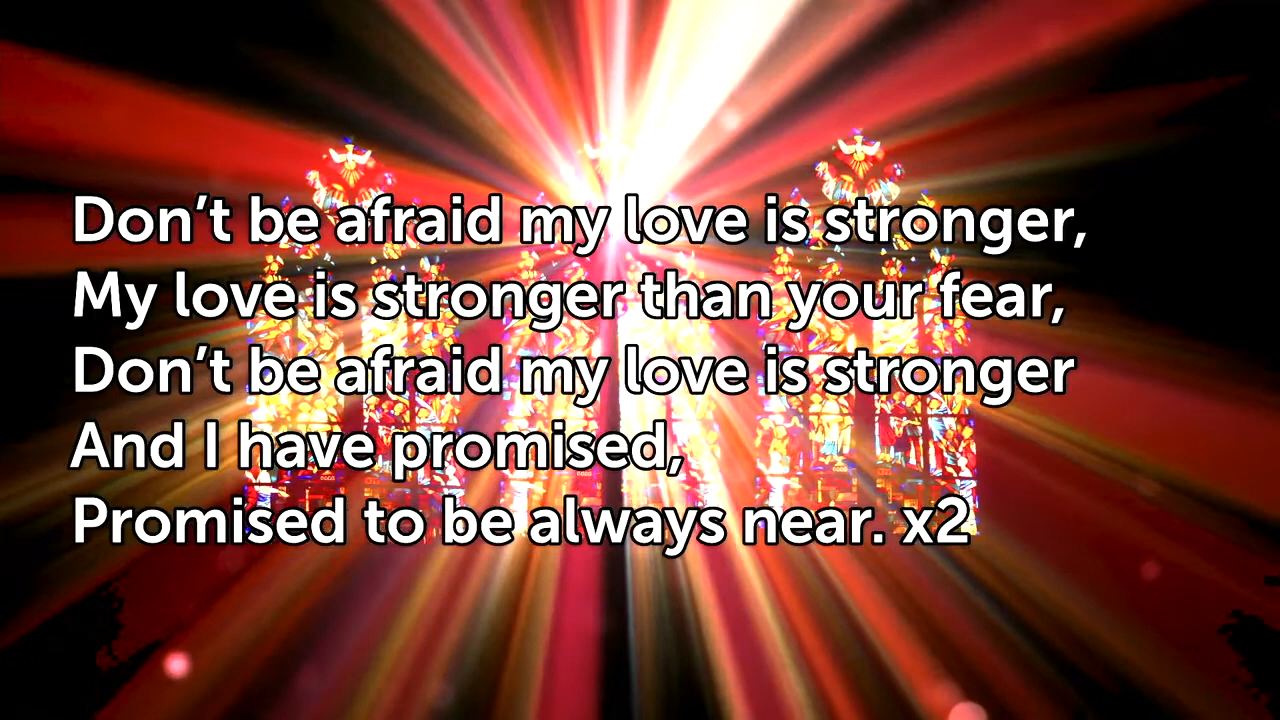 Don’t be afraid my love is stronger,
My love is stronger than your fear,
Don’t be afraid my love is stronger
And I have promised,
Promised to be always near. x2